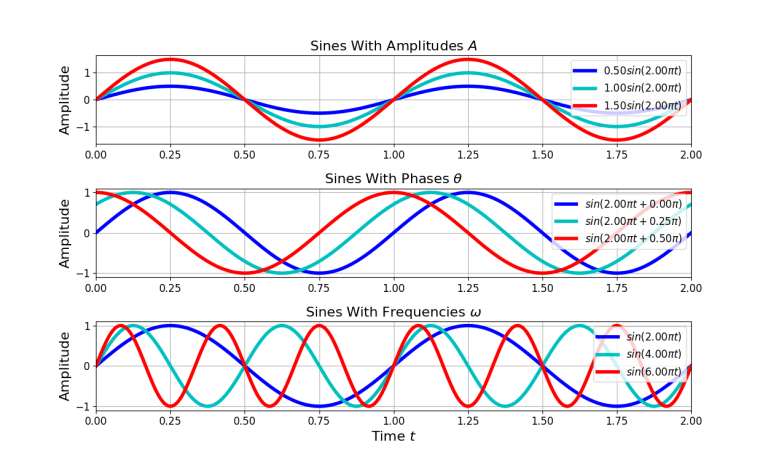 Sines With Amplitudes A
Amplitude
1
0
−1
0.50sin(2.00πt)
1.00sin(2.00πt)
1.50sin(2.00πt)
0.00 0.25 0.50 0.75 1.00 1.25 1.50 1.75 2.00
Sines With Phases θ
Amplitude
1
0
−1
sin(2.00πt + 0.00π)
sin(2.00πt + 0.25π)
sin(2.00πt + 0.50π)
0.00 0.25 0.50 0.75 1.00 1.25 1.50 1.75 2.00
Sines With Frequencies ω
Amplitude
1
0
−1
sin(2.00πt)
sin(4.00πt)
sin(6.00πt)
0.00 0.25 0.50 0.75 1.00 1.25 1.50 1.75 2.00
Time t